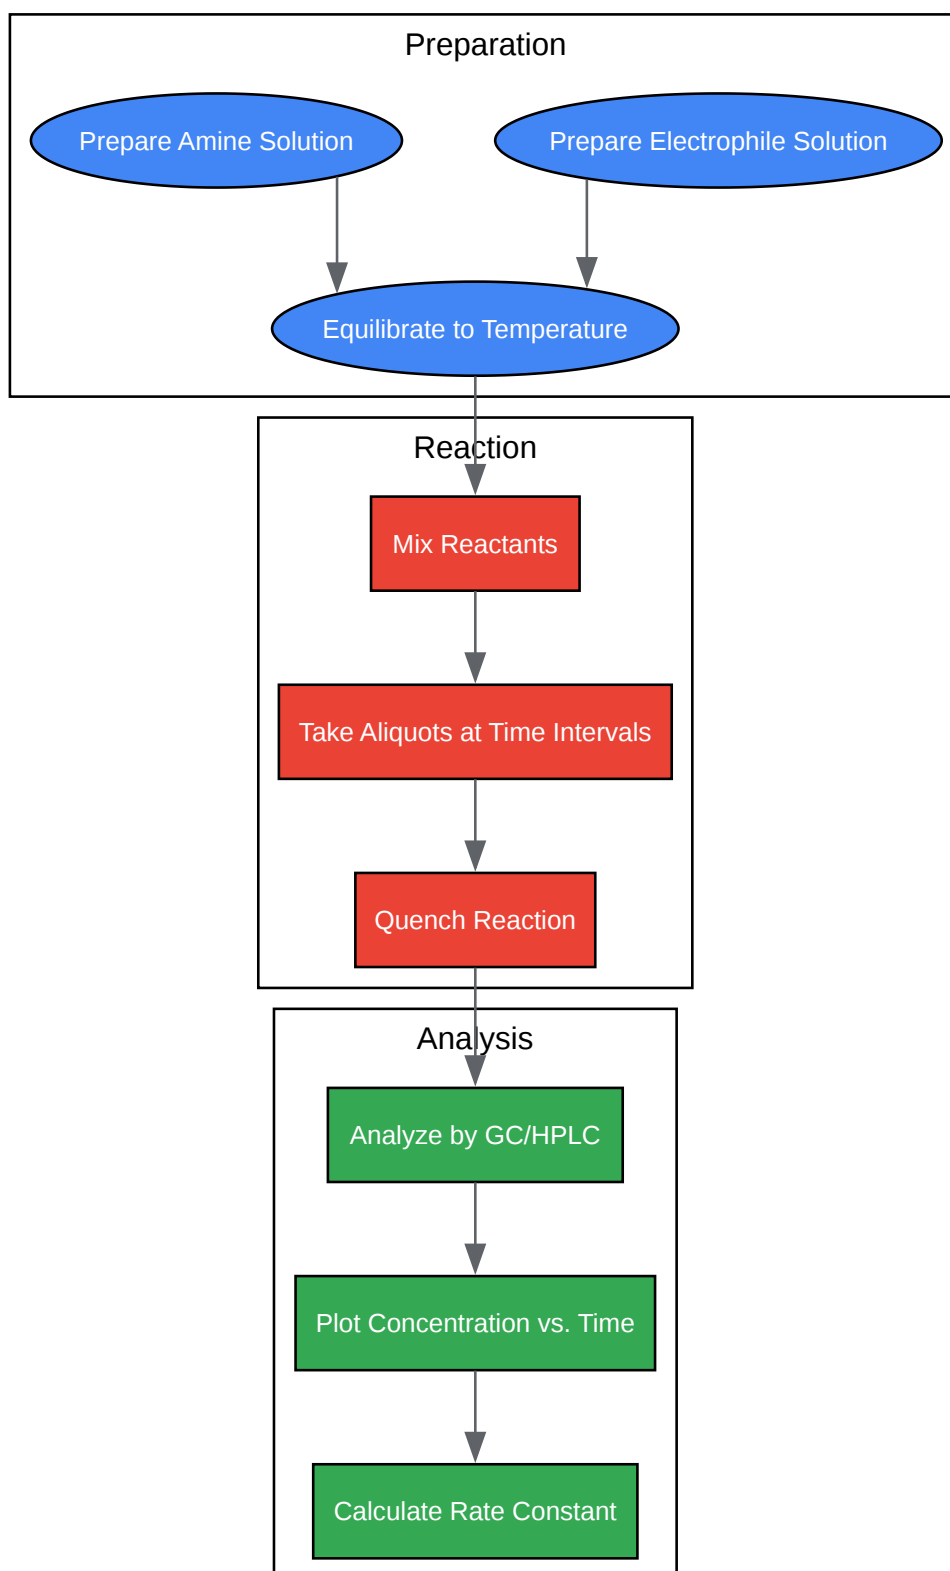 Preparation
Prepare Amine Solution
Prepare Electrophile Solution
Equilibrate to Temperature
Reaction
Mix Reactants
Take Aliquots at Time Intervals
Quench Reaction
Analysis
Analyze by GC/HPLC
Plot Concentration vs. Time
Calculate Rate Constant